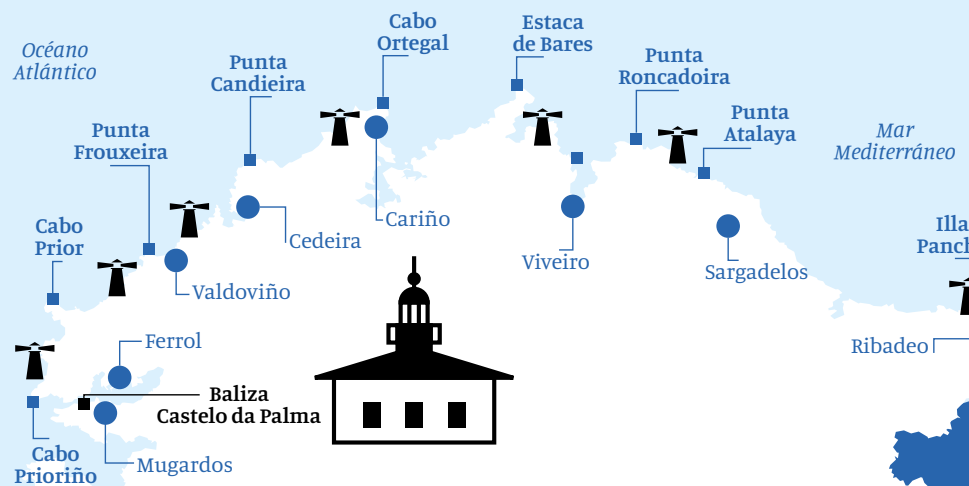 Océano
Atlántico
Cabo
Ortegal
Estaca
de Bares
Punta
Candieira
Punta
Roncadoira
Punta
Frouxeira
Punta
Atalaya
Mar
Mediterráneo
Cabo
Prior
Cariño
Cedeira
Illa
Viveiro
Sargadelos
Valdoviño
Ferrol
Ribadeo
Baliza
Castelo da Palma
Cabo
Prioriño
Mugardos